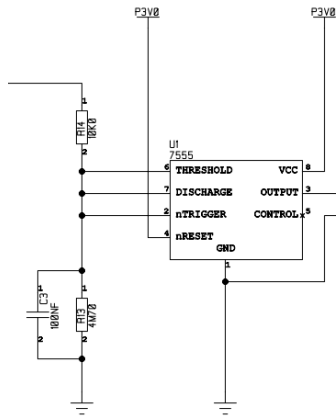 P3V0
P3V0
1
R14
10K0
2
U1
7555
6 THRESHOLD VCC 8
7 DISCHARGE OUTPUT 3
2 nTRIGGER CONTROL x 5
4 nRESET
GND
1
1
C3
100NF
2
1
R13
4M70
2